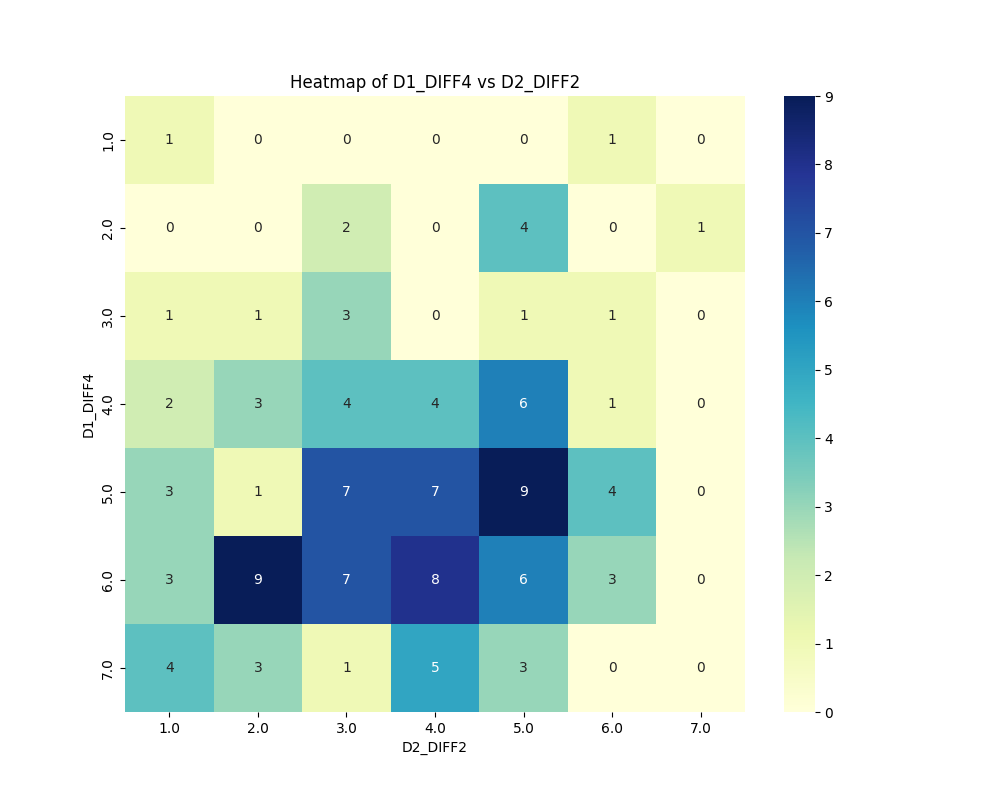 Heatmap of D1_DIFF4 vs D2_DIFF2
1.0 1 0 0 0 0 1 0
2.0 0 0 2 0 4 0 1
3.0 1 1 3 0 1 1 0
4.0 2 3 4 4 6 1 0
5.0 3 1 7 7 9 4 0
6.0 3 9 7 8 6 3 0
7.0 4 3 1 5 3 0 0
1.0 2.0 3.0 4.0 5.0 6.0 7.0
D2_DIFF2
D1_DIFF4
9
8
7
6
5
4
3
2
1
0